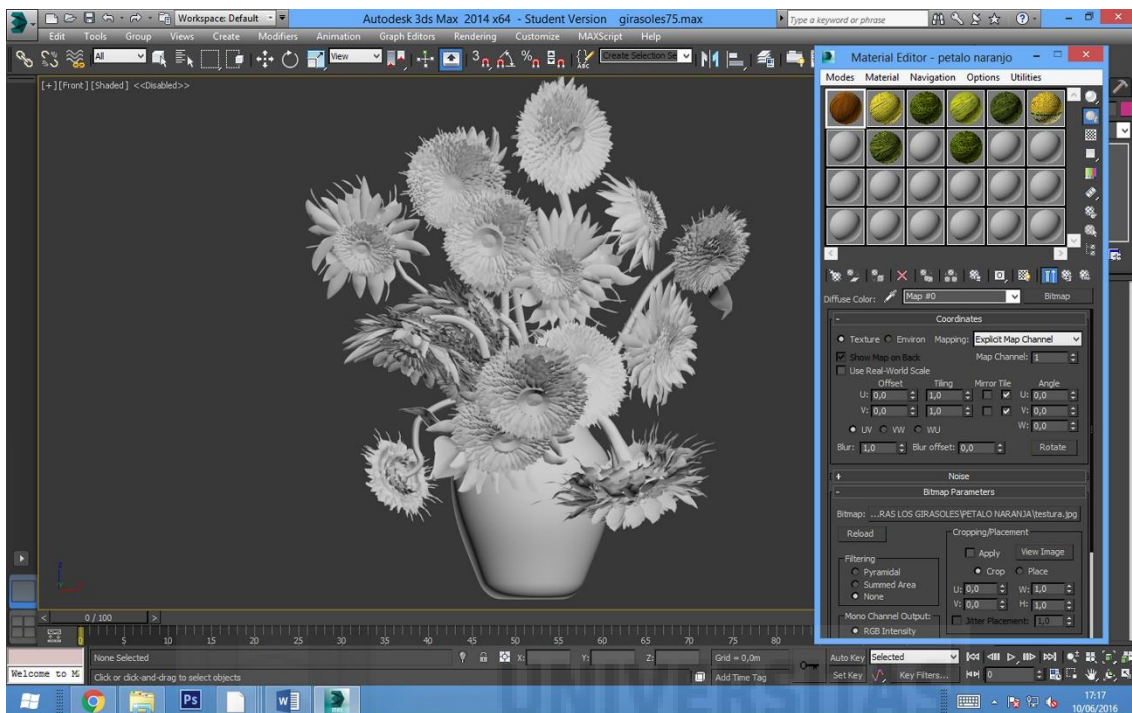 Workspace: Default
Autodesk 3ds Max 2014 x64 - Student Version girasoles75.max
Type a keyword or phrase
Edit Tools Group Views Create Modifiers Animation Graph Editors Rendering Customize MAXScript Help
All
View
Create Selection Se
[+] [Front] [Shaded] <<Disabled>>
Material Editor - petalo naranjo
Modes Material Navigation Options Utilities
Diffuse Color: Map #0 Bitmap
Coordinates
Texture Environ Mapping: Explicit Map Channel
Show Map on Back Map Channel: 1
Use Real-World Scale
Offset Tiling Mirror Tile Angle
U: 0,0 1,0 U: 0,0
V: 0,0 1,0 V: 0,0
UV VW WU W: 0,0
Blur: 1,0 Blur offset: 0,0 Rotate
Noise
Bitmap Parameters
Bitmap: ...RAS LOS GIRASOLES\PETALO NARANJA\testura.jpg
Reload
Cropping/Placement
Apply View Image
Crop Place
U: 0,0 W: 1,0
V: 0,0 H: 1,0
Jitter Placement: 1,0
Filtering
Pyramidal
Summed Area
None
Mono Channel Output:
RGB Intensity
0 / 100
0 5 10 15 20 25 30 35 40 45 50 55 60 65 70 75 80
None Selected
X: Y: Z: Grid = 0,0m
Auto Key Selected
Welcome to M
Click or click-and-drag to select objects
Add Time Tag
Set Key Key Filters... 0
Ps
17:17
10/06/2016